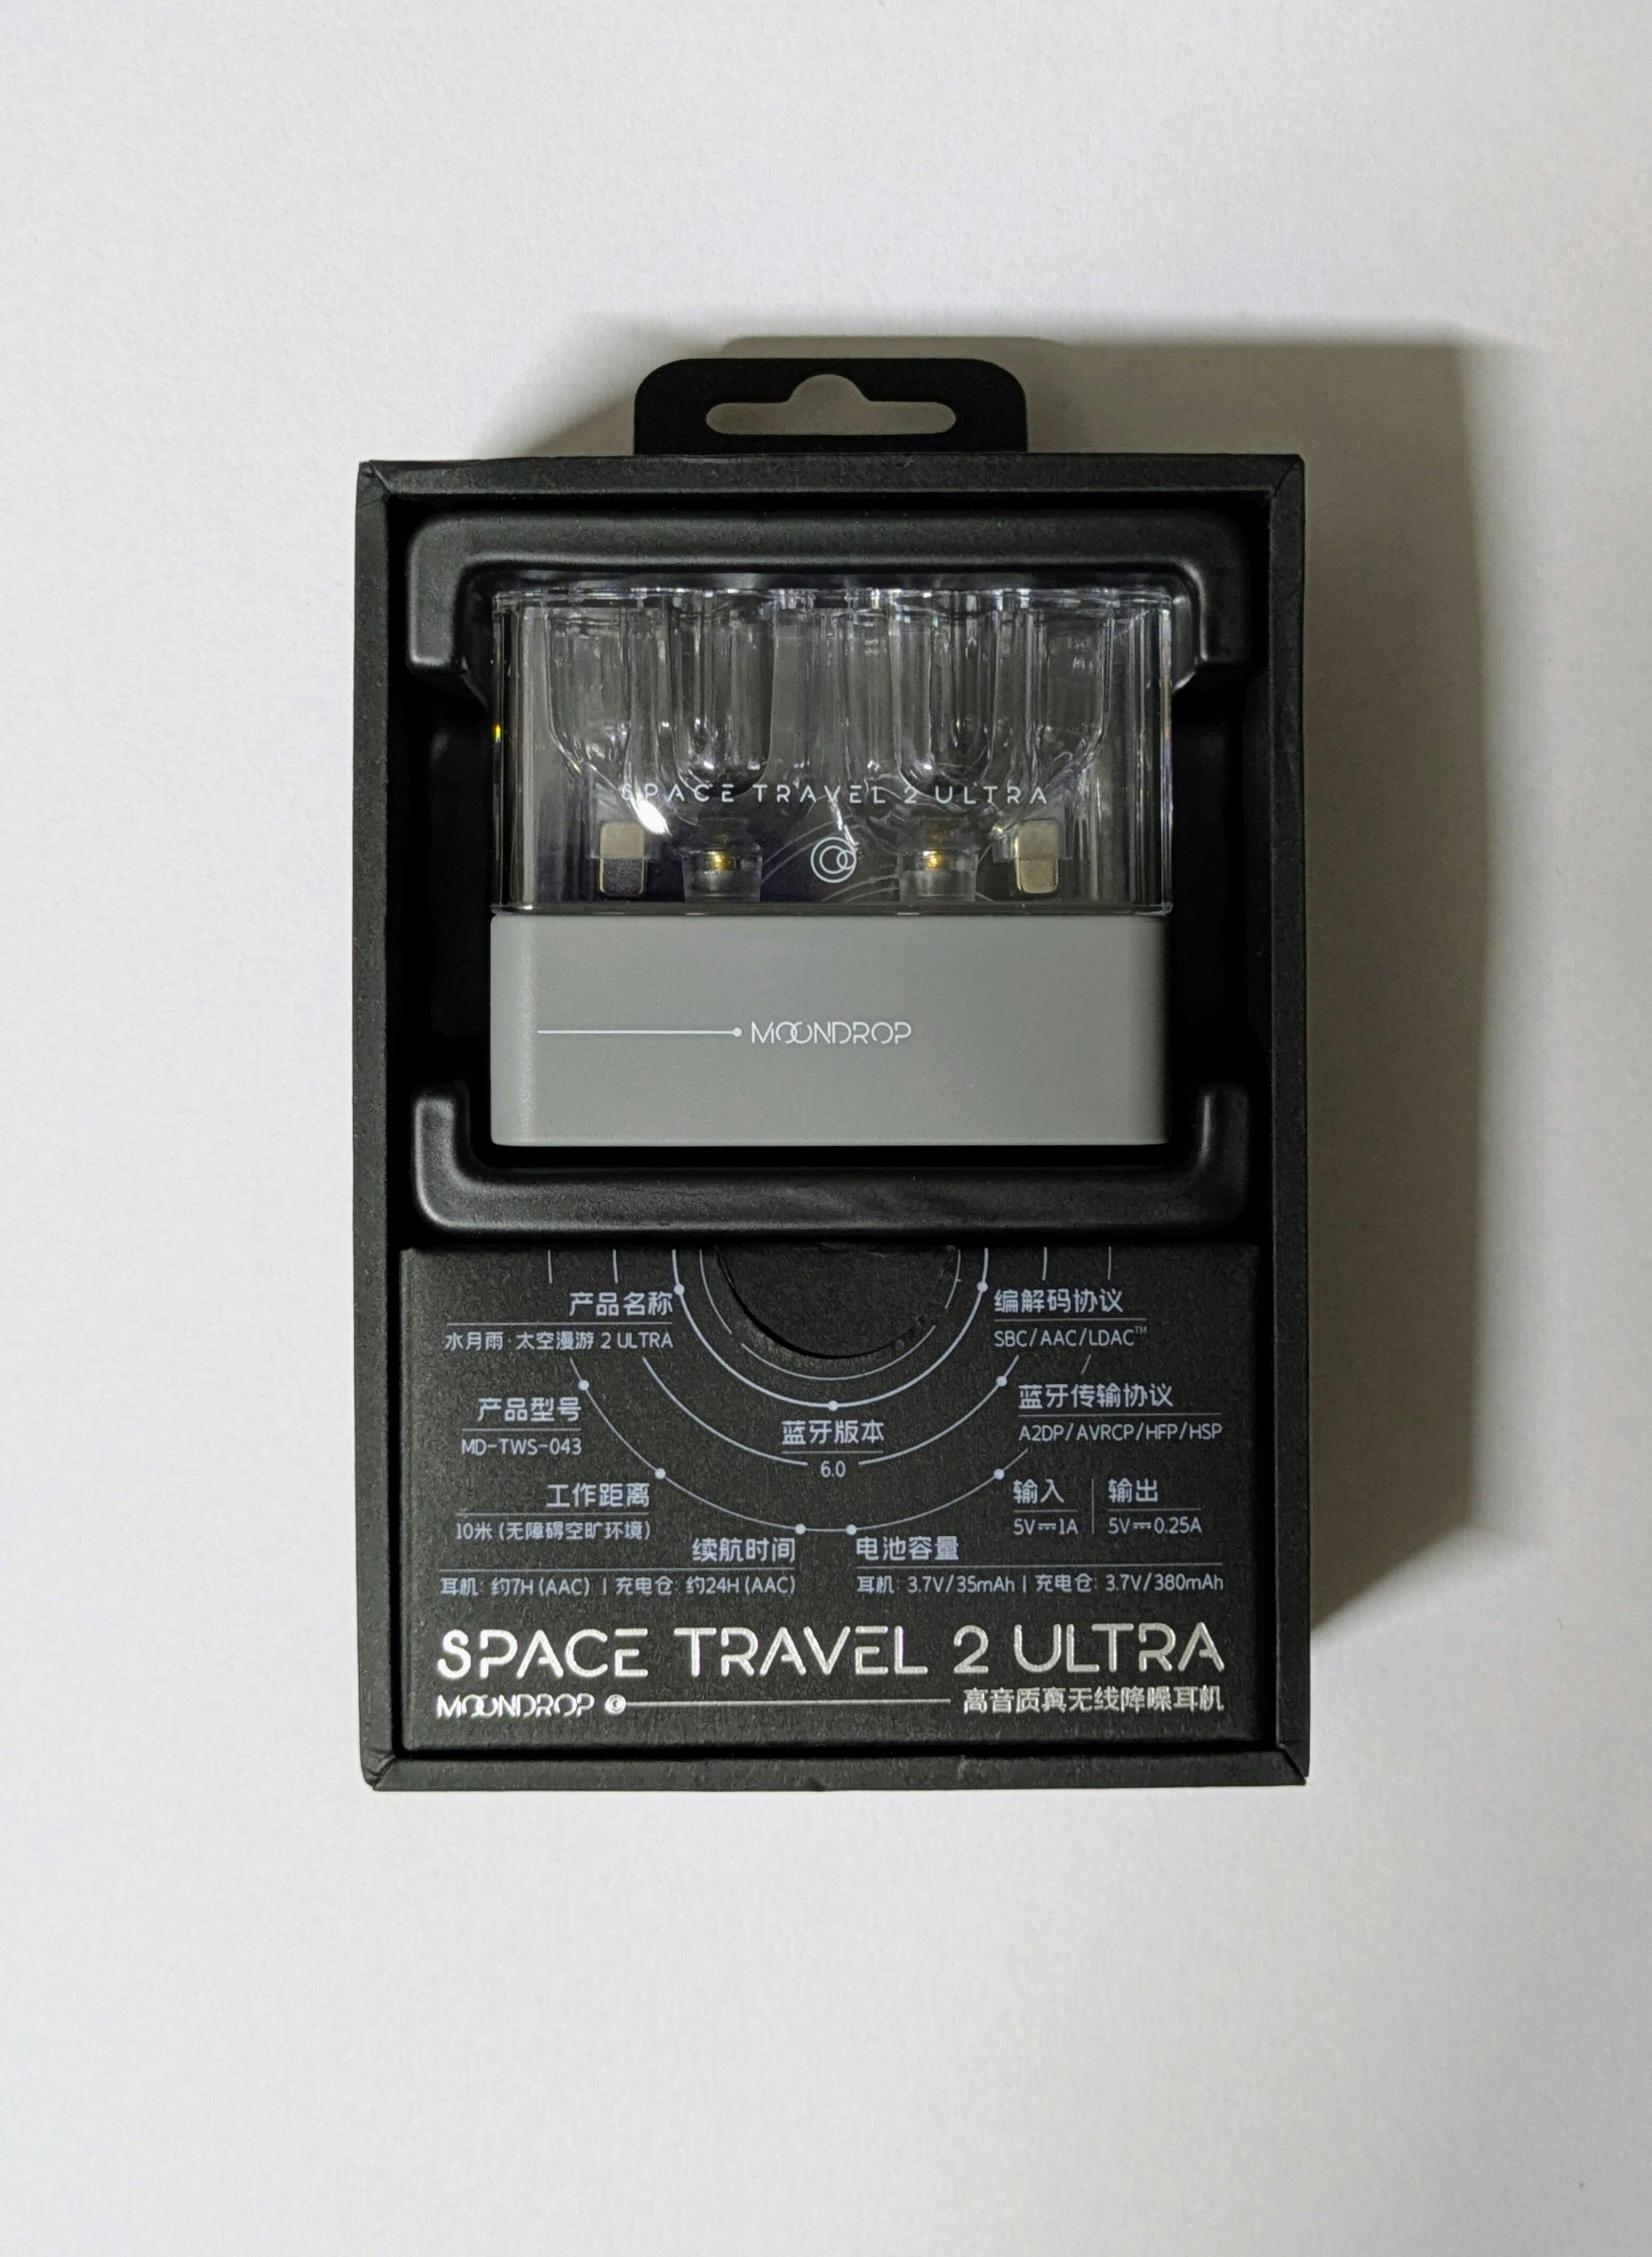 SPACE TRAVEL 2 ULTRA
MOONDROP
产品名称
水月雨·太空漫游 2 ULTRA
编解码协议
SBC/AAC/LDAC™
产品型号
MD-TWS-043
蓝牙版本
6.0
蓝牙传输协议
A2DP/AVRCP/HFP/HSP
工作距离
10米 (无障碍空旷环境)
输入
5V⎓1A
输出
5V⎓0.25A
续航时间
耳机: 约7H (AAC) | 充电仓: 约24H (AAC)
电池容量
耳机: 3.7V/35mAh | 充电仓: 3.7V/380mAh
SPACE TRAVEL 2 ULTRA
MOONDROP 高音质真无线降噪耳机